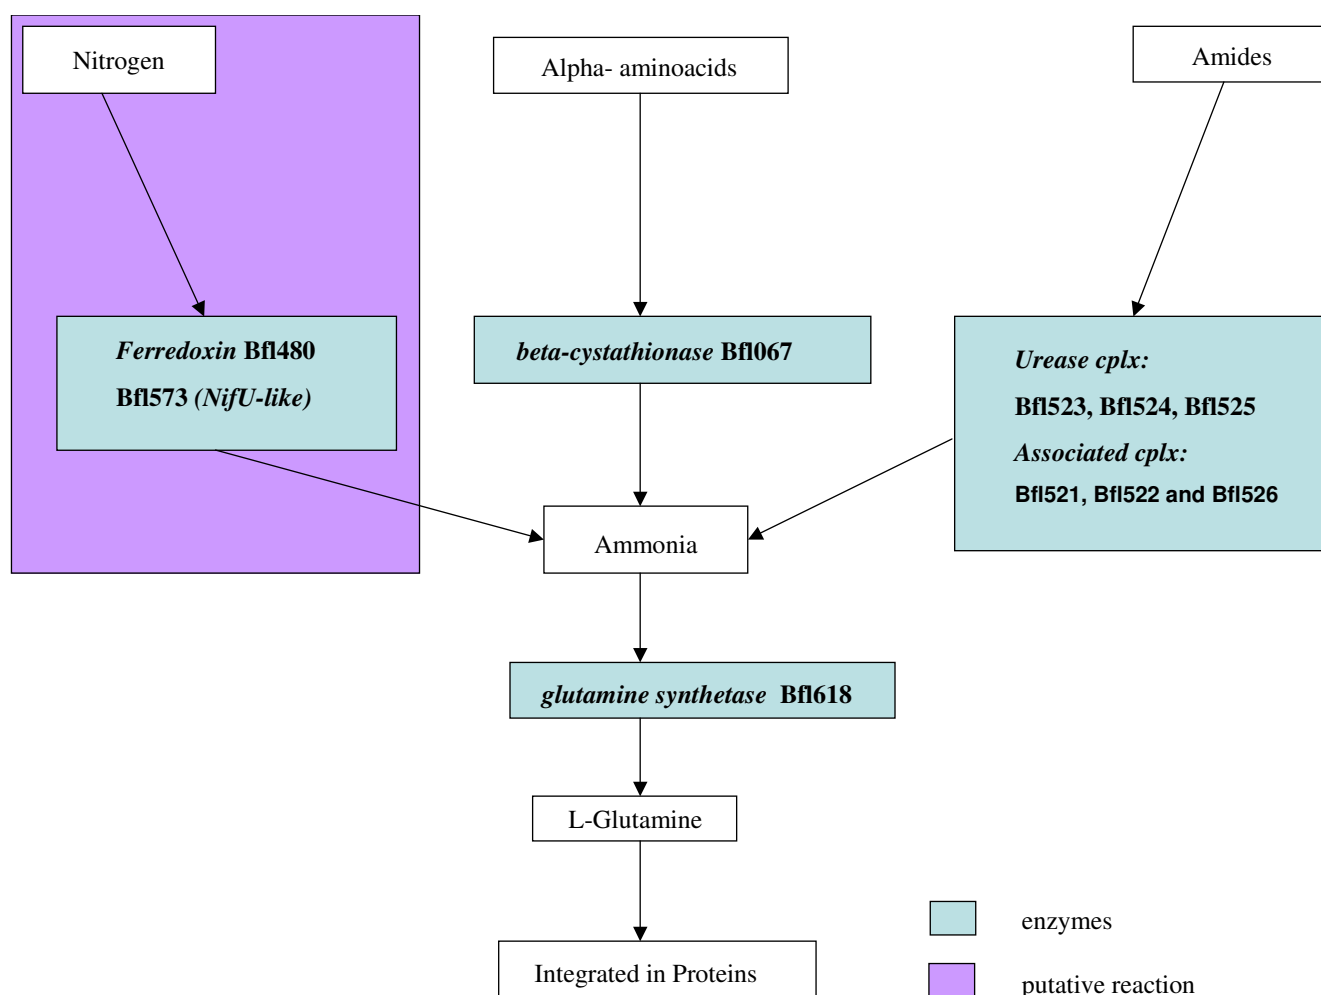 Nitrogen
Alpha- aminoacids
Amides
Ferredoxin Bfl480
Bfl573 (NifU-like)
beta-cystathionase Bfl067
Urease cplx:
Bfl523, Bfl524, Bfl525
Associated cplx:
Bfl521, Bfl522 and Bfl526
Ammonia
glutamine synthetase Bfl618
L-Glutamine
Integrated in Proteins
enzymes
putative reaction